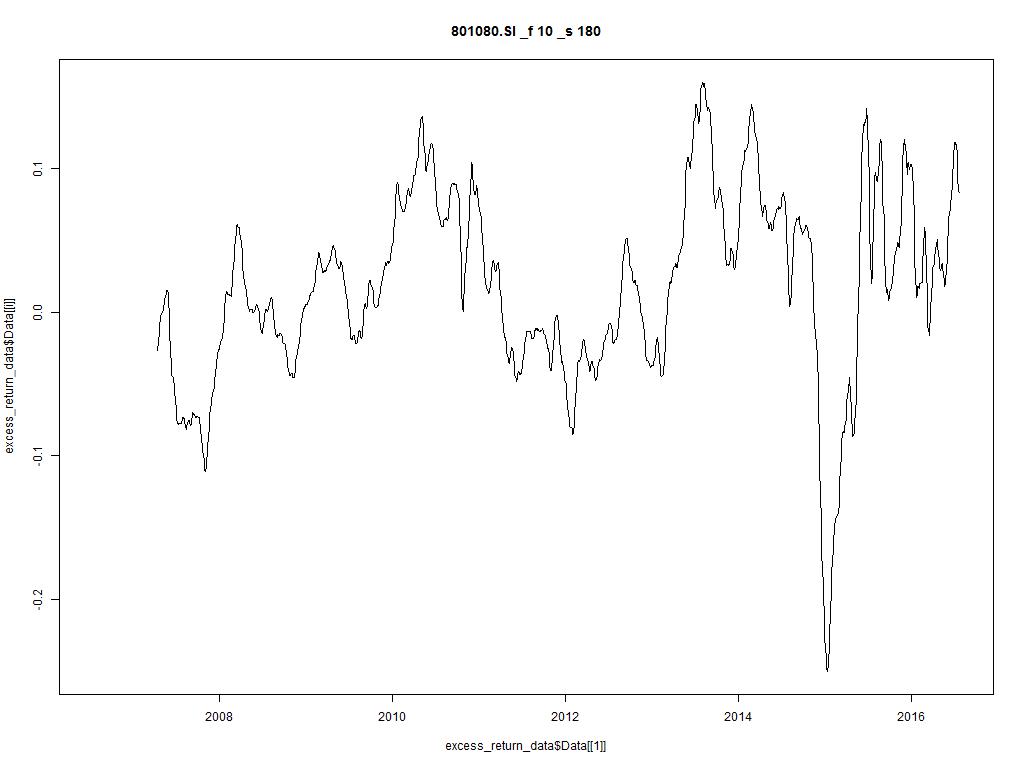 801080.SI _f 10 _s 180
excess_return_data$Data[[i]]
0.1
0.0
-0.1
-0.2
2008 2010 2012 2014 2016
excess_return_data$Data[[1]]